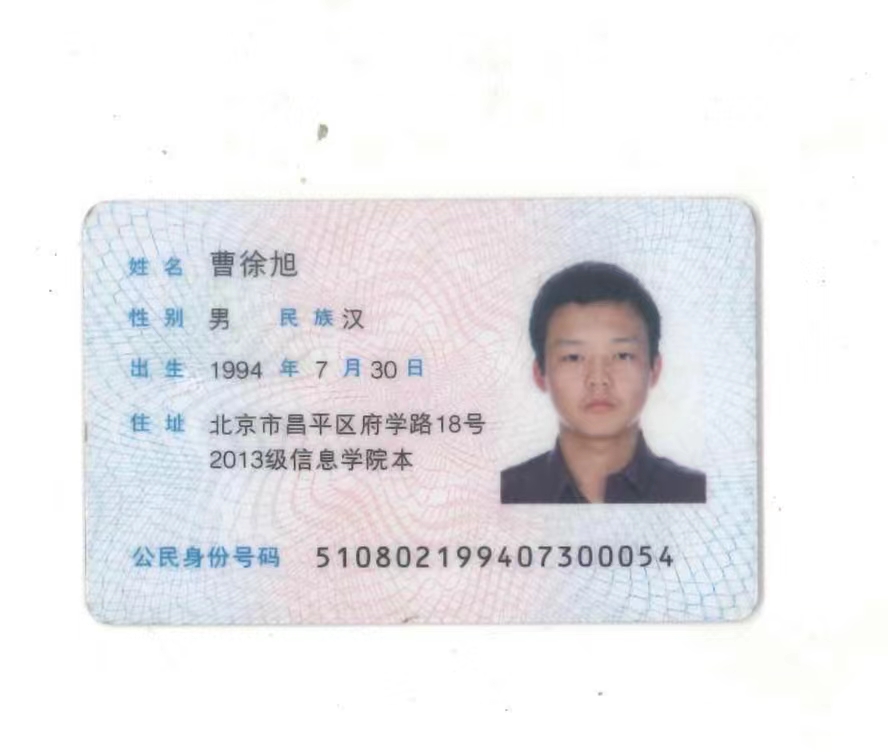 姓名 曹徐旭
性别 男 民族 汉
出生 1994 年 7 月 30 日
住址 北京市昌平区府学路18号
2013级信息学院本
公民身份号码 510802199407300054